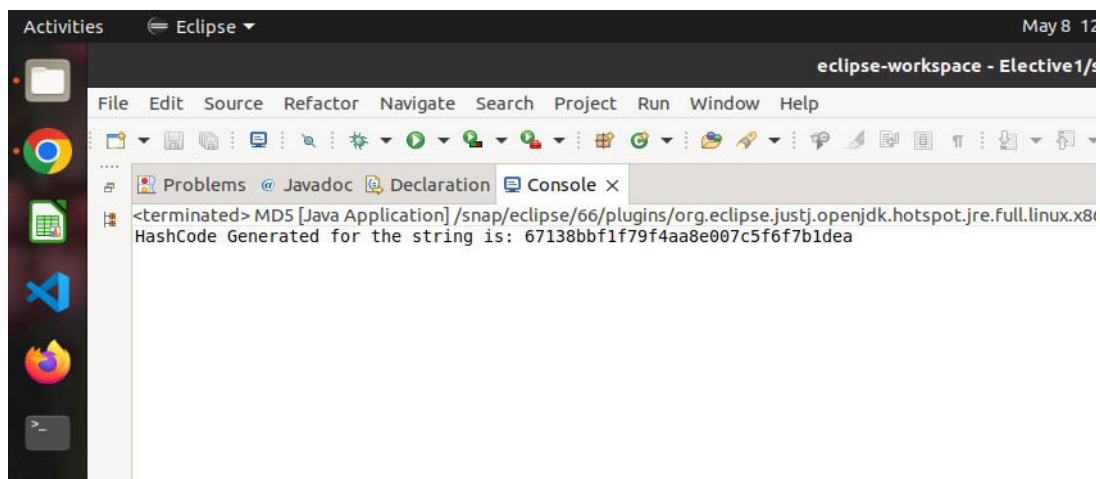 Activities Eclipse May 8 12
eclipse-workspace - Elective1/s
File Edit Source Refactor Navigate Search Project Run Window Help
Problems @ Javadoc Declaration Console
<terminated> MD5 [Java Application] /snap/eclipse/66/plugins/org.eclipse.justj.openjdk.hotspot.jre.full.linux.x86
HashCode Generated for the string is: 67138bbf1f79f4aa8e007c5f6f7b1dea
>_